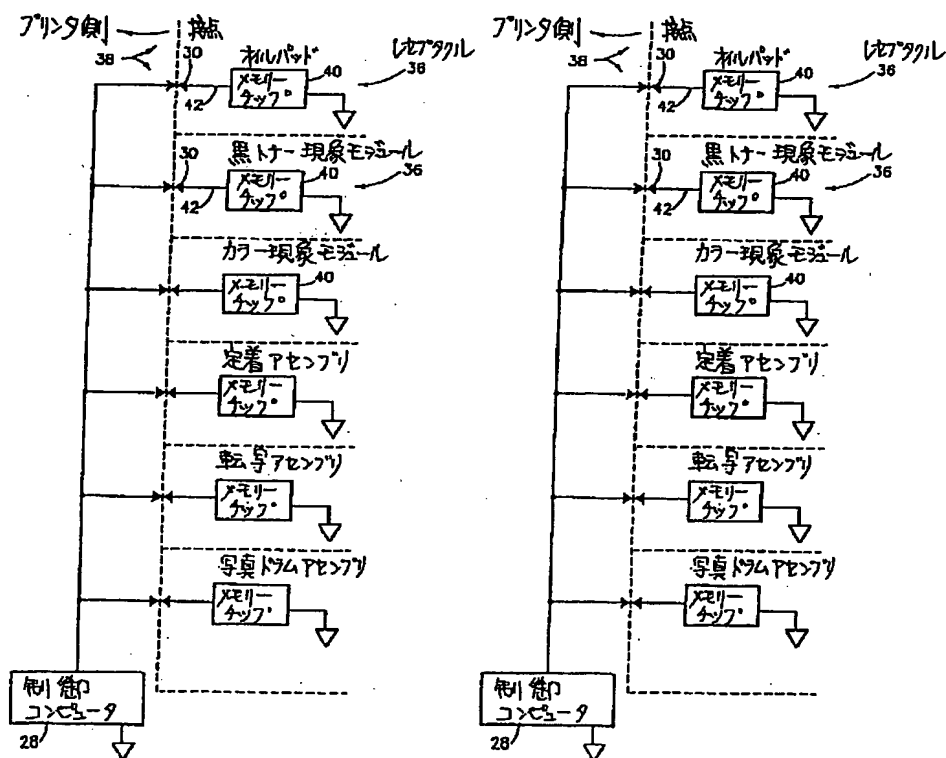 プリンタ側 接点
38 30 オイルパッド レセプタクル
メモリー 40 36
チップ
42
黒トナー現象モジュール
30 メモリー 40 36
チップ
42
カラー現象モジュール
メモリー 40
チップ
定着アセンブリ
メモリー
チップ
転写アセンブリ
メモリー
チップ
写真ドラムアセンブリ
メモリー
チップ
制御
コンピュータ
28
プリンタ側 接点
38 30 オイルパッド レセプタクル
メモリー 40 36
チップ
42
黒トナー現象モジュール
30 メモリー 40 36
チップ
42
カラー現象モジュール
メモリー 40
チップ
定着アセンブリ
メモリー
チップ
転写アセンブリ
メモリー
チップ
写真ドラムアセンブリ
メモリー
チップ
制御
コンピュータ
28